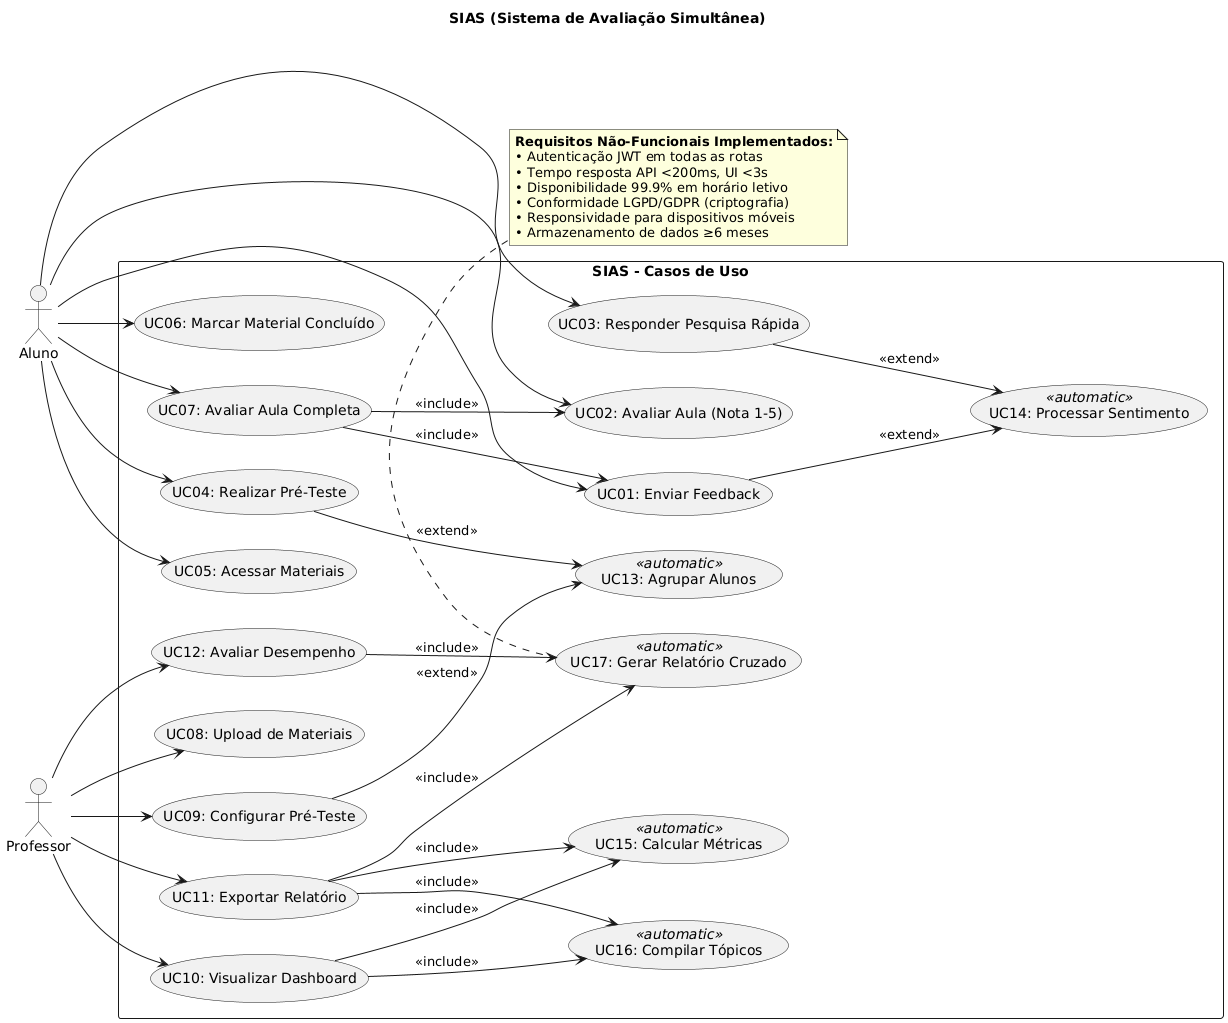 SIAS (Sistema de Avaliação Simultânea)
Requisitos Não-Funcionais Implementados:
• Autenticação JWT em todas as rotas
• Tempo resposta API <200ms, UI <3s
• Disponibilidade 99.9% em horário letivo
• Conformidade LGPD/GDPR (criptografia)
• Responsividade para dispositivos móveis
• Armazenamento de dados ≥6 meses
SIAS - Casos de Uso
Aluno
UC06: Marcar Material Concluído
UC03: Responder Pesquisa Rápida
«extend»
«automatic»
UC14: Processar Sentimento
UC07: Avaliar Aula Completa
«include»
UC02: Avaliar Aula (Nota 1-5)
«include»
«extend»
UC04: Realizar Pré-Teste
UC01: Enviar Feedback
«extend»
UC05: Acessar Materiais
«automatic»
UC13: Agrupar Alunos
UC12: Avaliar Desempenho
«include»
«automatic»
UC17: Gerar Relatório Cruzado
«extend»
UC08: Upload de Materiais
«include»
Professor
UC09: Configurar Pré-Teste
«automatic»
UC15: Calcular Métricas
«include»
UC11: Exportar Relatório
«include»
«include»
«automatic»
UC16: Compilar Tópicos
«include»
UC10: Visualizar Dashboard